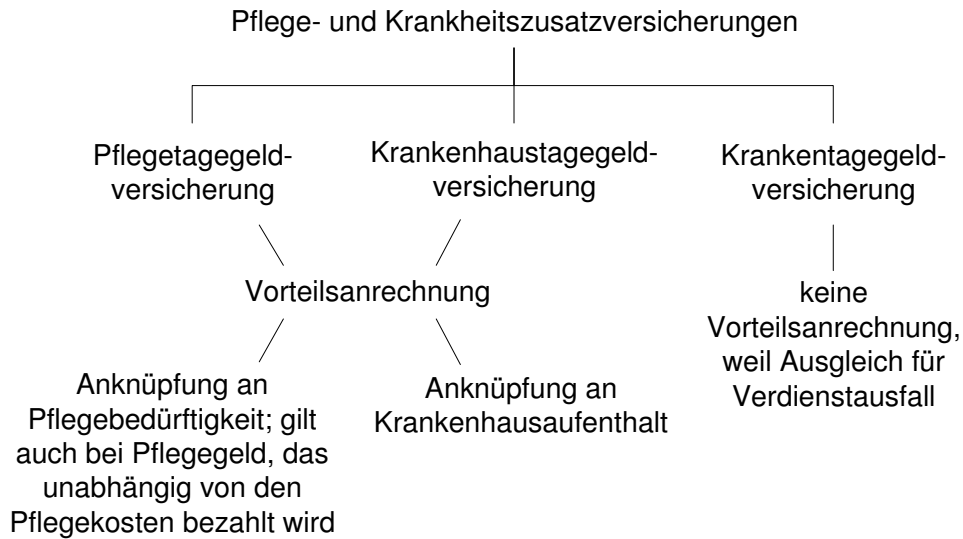 Pflege- und Krankheitszusatzversicherungen
Pflegetagegeld-
versicherung
Krankenhaustagegeld-
versicherung
Krankentagegeld-
versicherung
Vorteilsanrechnung
keine
Vorteilsanrechnung,
weil Ausgleich für
Verdienstausfall
Anknüpfung an
Pflegebedürftigkeit; gilt
auch bei Pflegegeld, das
unabhängig von den
Pflegekosten bezahlt wird
Anknüpfung an
Krankenhausaufenthalt